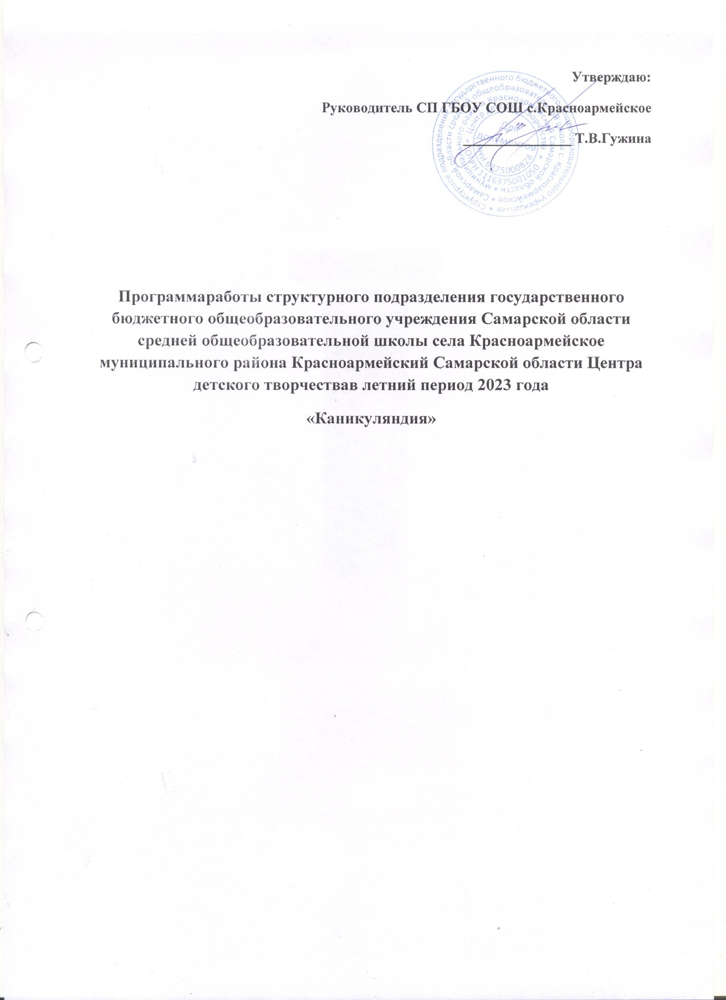 Утверждаю:
Руководитель СП ГБОУ СОШ с.Красноармейское
Т.В.Гужина
Структурное подразделение государственного бюджетного общеобразовательного учреждения
Самарской области средней общеобразовательной школы с. Красноармейское
муниципального района Красноармейский Самарской области
Центр детского творчества
ОГРН 1116375001050
ИНН 6375000828
Для
документов
Программаработы структурного подразделения государственного
бюджетного общеобразовательного учреждения Самарской области
средней общеобразовательной школы села Красноармейское
муниципального района Красноармейский Самарской области Центра
детского творчествав летний период 2023 года
«Каникуляндия»